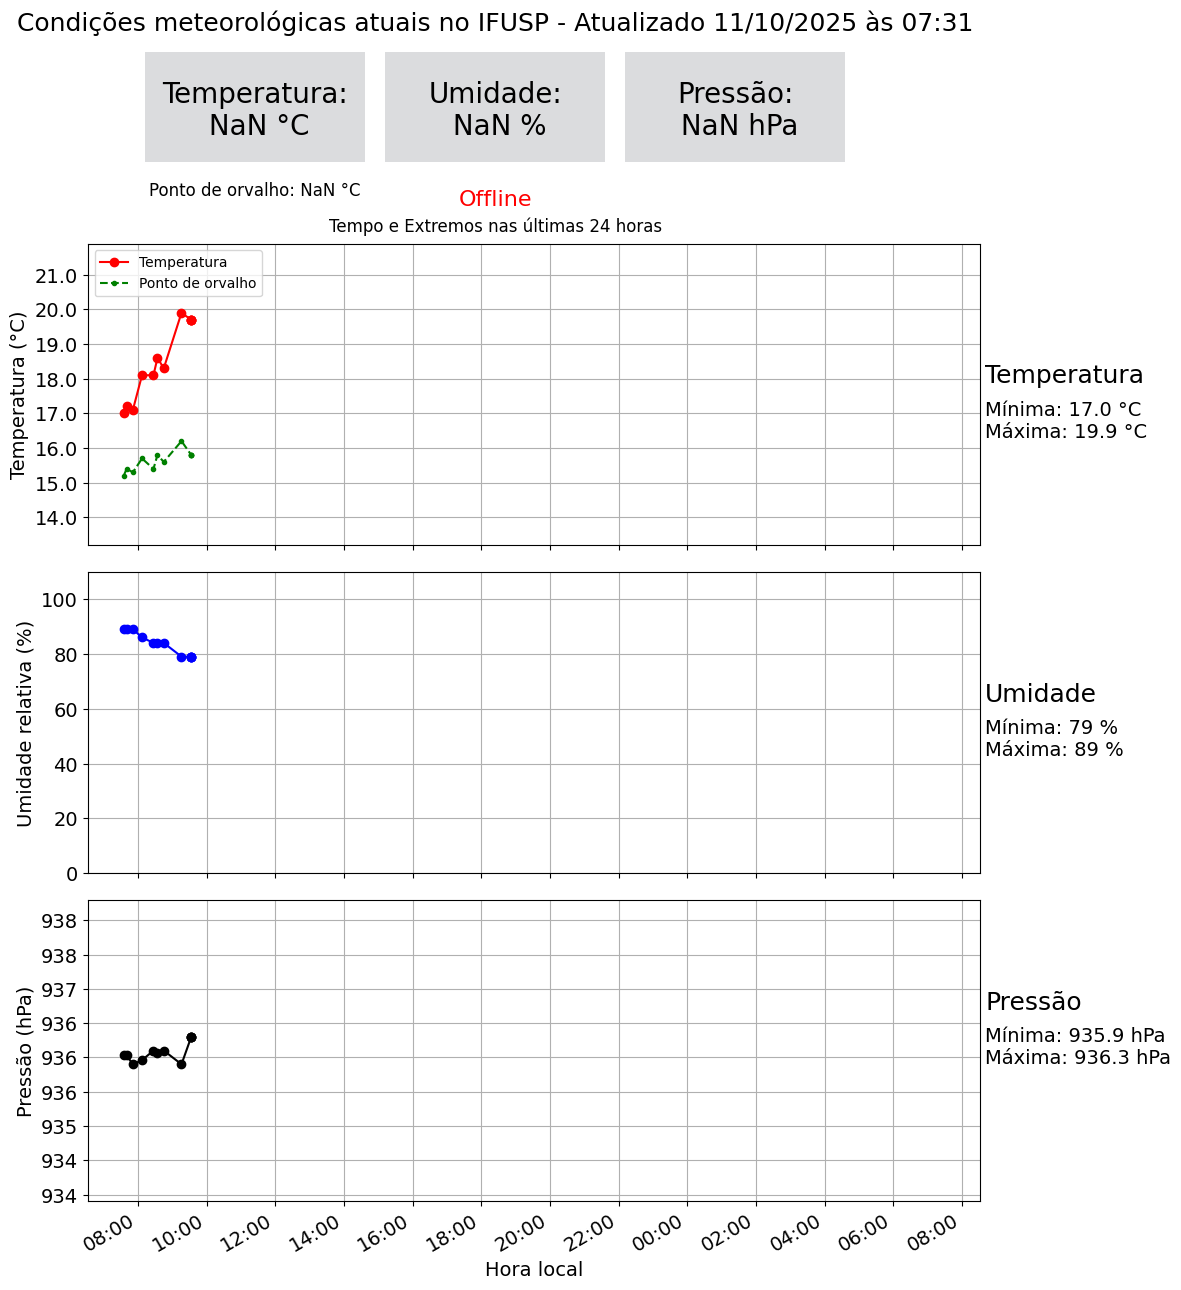 Condições meteorológicas atuais no IFUSP - Atualizado 11/10/2025 às 07:31
Temperatura:
NaN °C
Umidade:
NaN %
Pressão:
NaN hPa
Ponto de orvalho: NaN °C
Offline
Tempo e Extremos nas últimas 24 horas
Temperatura
Ponto de orvalho
Temperatura (°C)
21.0
20.0
19.0
18.0
17.0
16.0
15.0
14.0
Temperatura
Mínima: 17.0 °C
Máxima: 19.9 °C
Umidade relativa (%)
100
80
60
40
20
0
Umidade
Mínima: 79 %
Máxima: 89 %
Pressão (hPa)
938
938
937
936
936
936
935
934
934
Pressão
Mínima: 935.9 hPa
Máxima: 936.3 hPa
08:00 10:00 12:00 14:00 16:00 18:00 20:00 22:00 00:00 02:00 04:00 06:00 08:00
Hora local